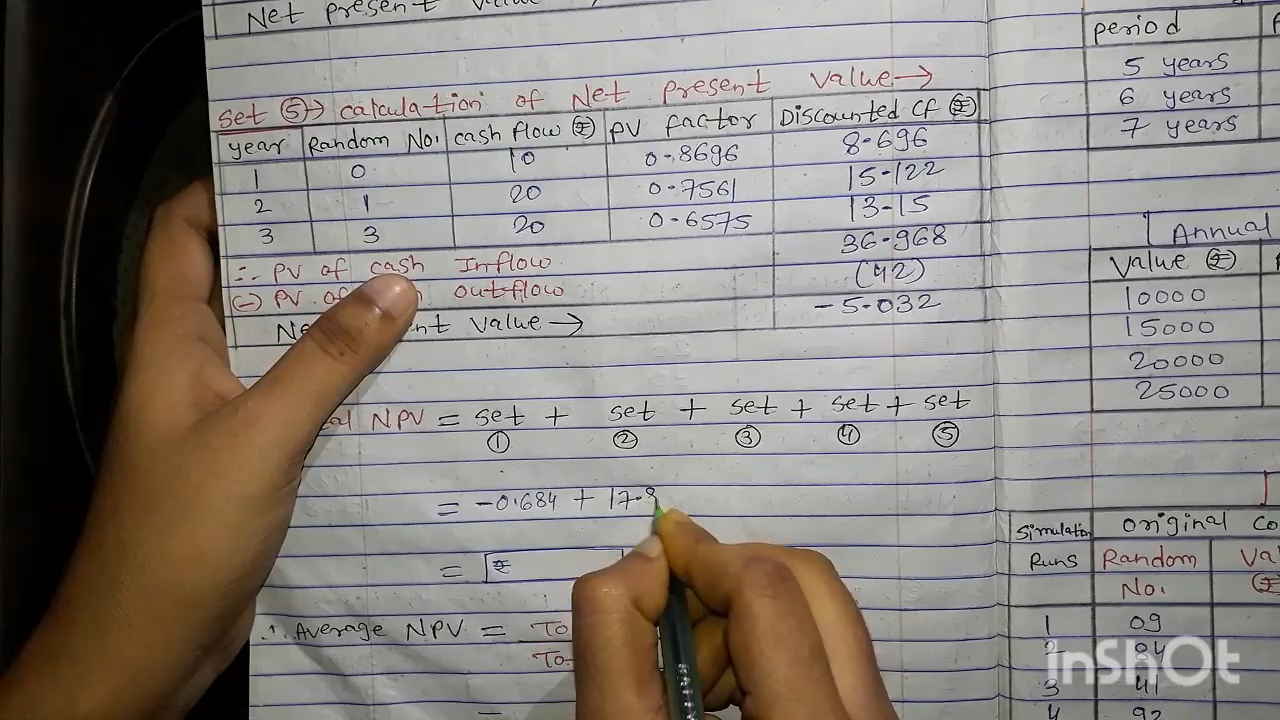 Net present
Set ⑤→ calculation of Net present value→
year Random No. cash flow (₹) PV factor Discounted CF (₹)
1 0 10 0.8696 8.696
2 1 20 0.7561 15.122
3 3 20 0.6575 13.15
∴ PV of cash Inflow 36.968
(-) PV of outflow (42)
Value → -5.032
NPV = set + set + set + set + set
① ② ③ ④ ⑤
= -0.684 + 17.
= ₹
∴ Average NPV =
period
5 years
6 years
7 years
Annual
Value (₹)
10000
15000
20000
25000
Simulation original
Runs Random
No. (₹)
1 09
2 84
3 41
4 92
InShOt